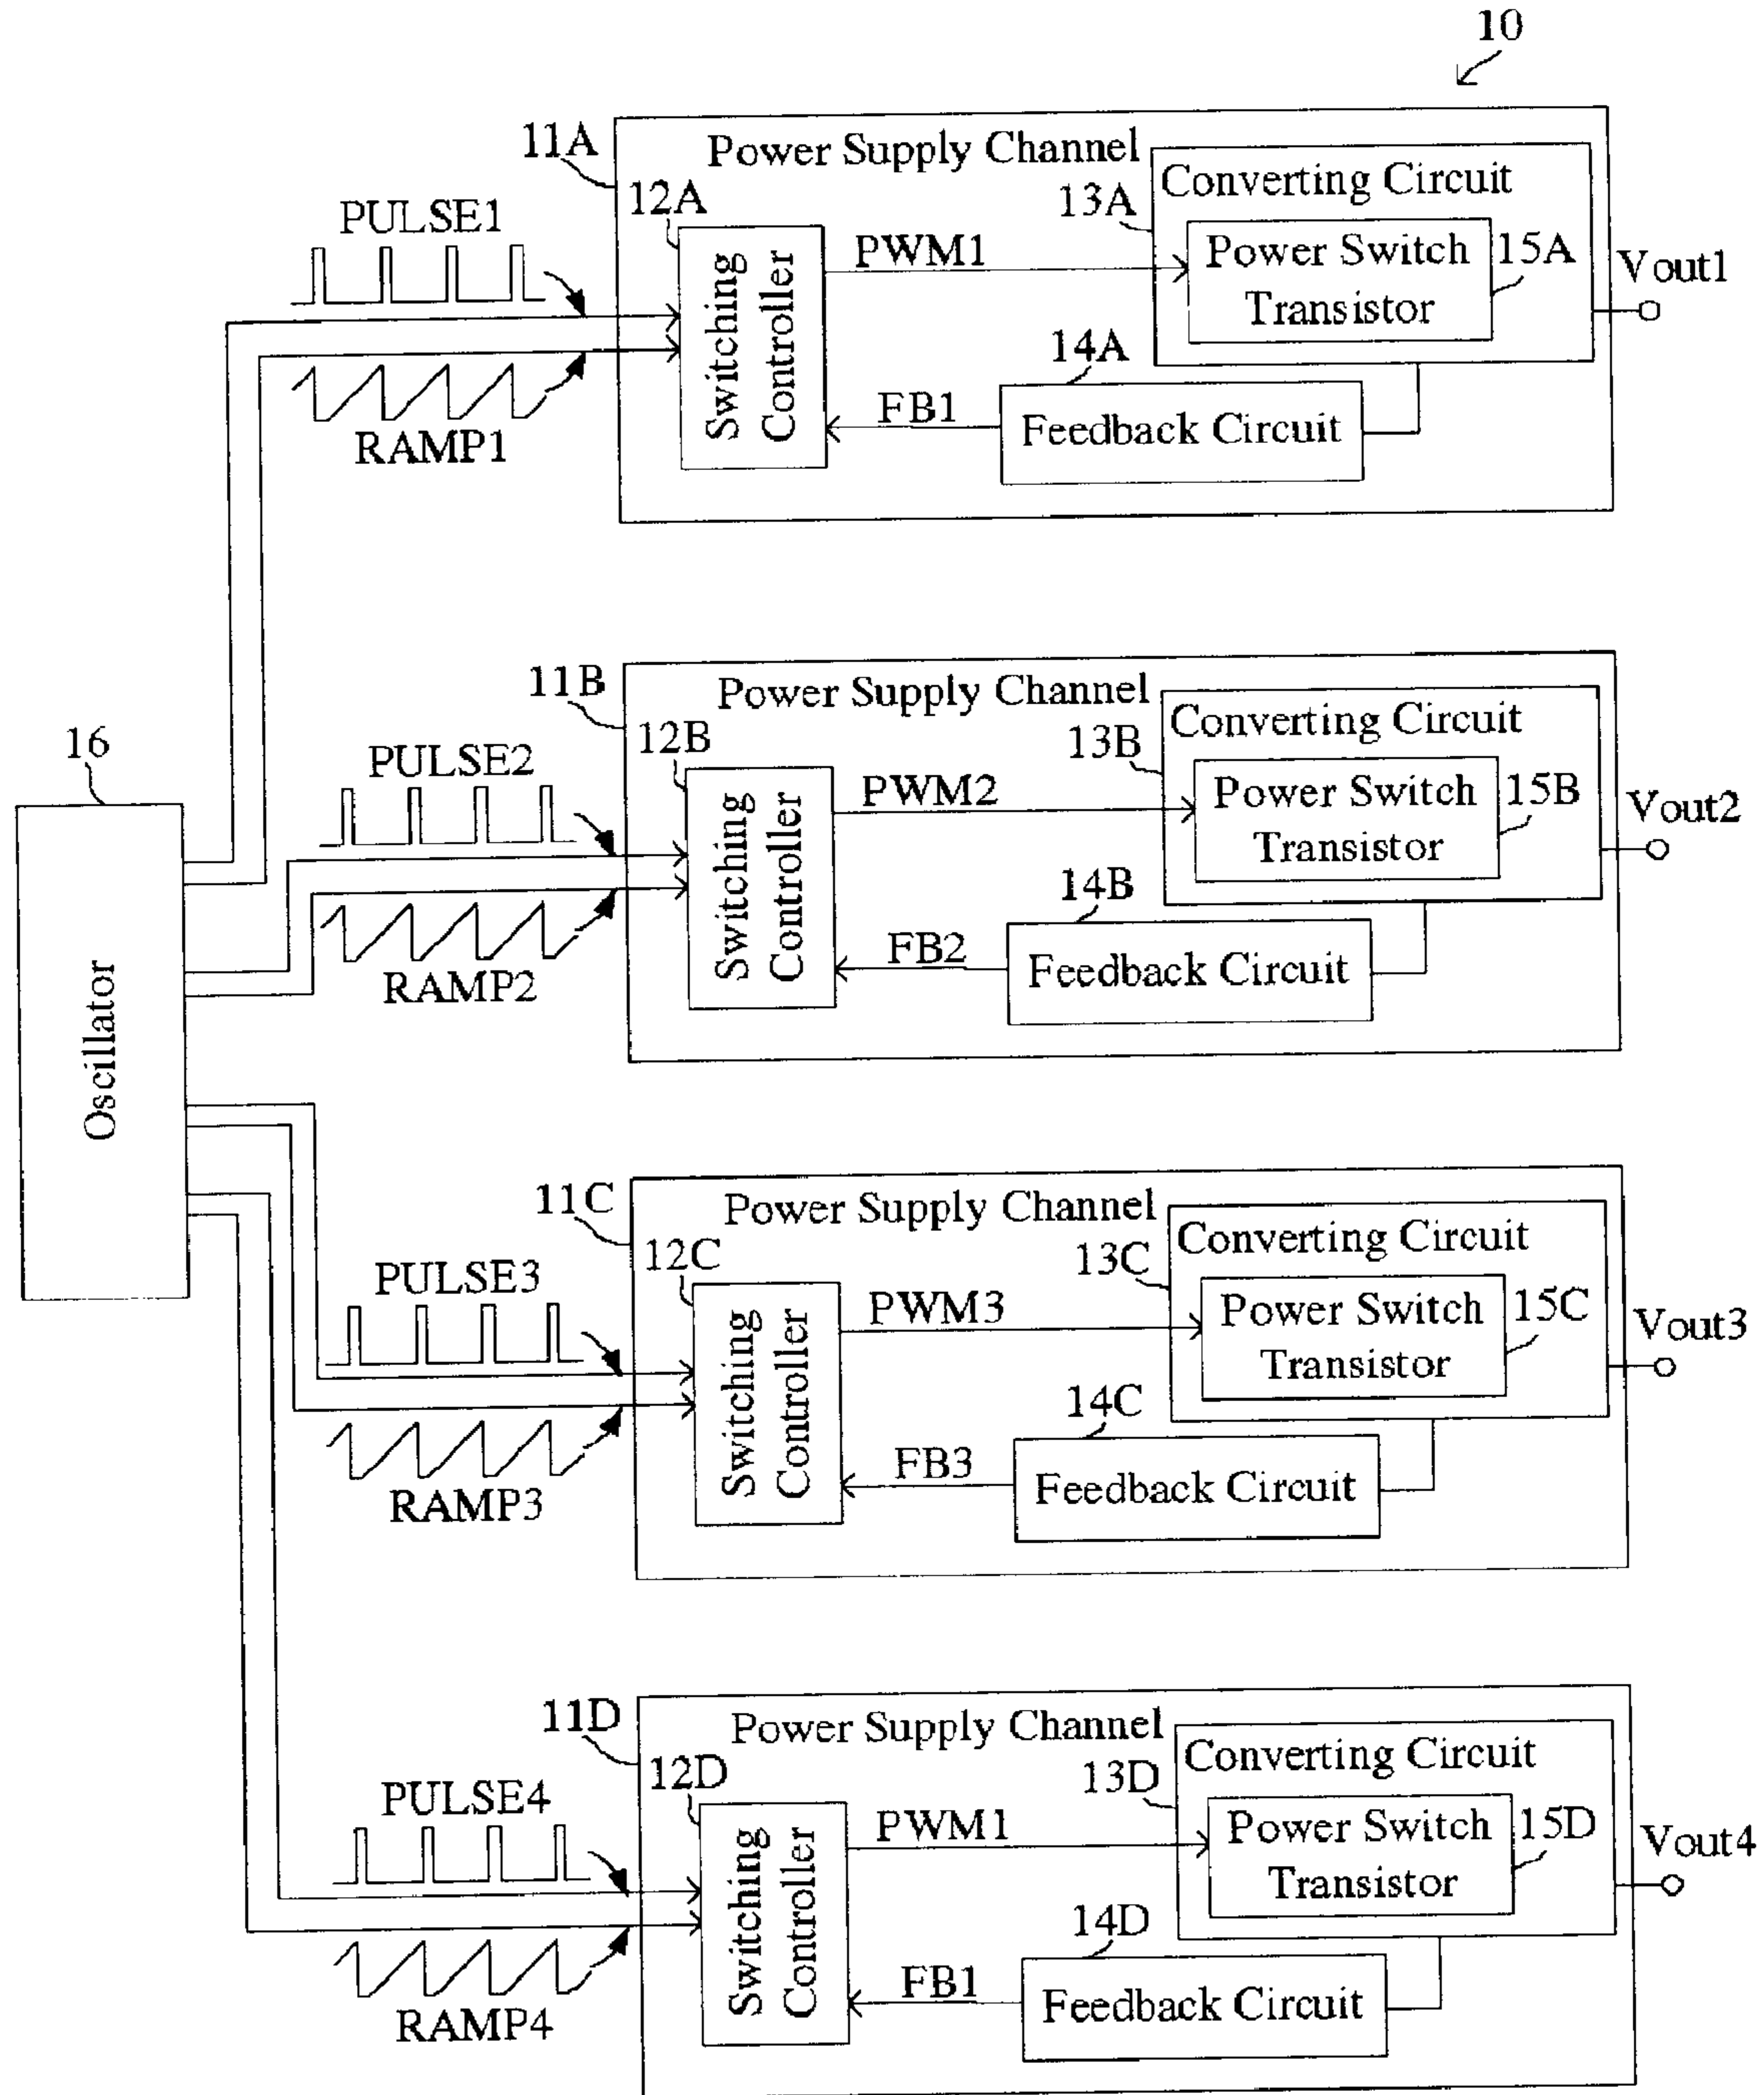 10
11A
Power Supply Channel
12A
13A
Converting Circuit
PULSE1
Switching
Controller
PWM1
Power Switch
Transistor
15A
Vout1
RAMP1
14A
FB1
Feedback Circuit
11B
Power Supply Channel
12B
13B
Converting Circuit
16
PULSE2
Switching
Controller
PWM2
Power Switch
Transistor
15B
Vout2
RAMP2
14B
FB2
Feedback Circuit
Oscillator
11C
Power Supply Channel
12C
13C
Converting Circuit
PULSE3
Switching
Controller
PWM3
Power Switch
Transistor
15C
Vout3
RAMP3
14C
FB3
Feedback Circuit
11D
Power Supply Channel
12D
13D
Converting Circuit
PULSE4
Switching
Controller
PWM1
Power Switch
Transistor
15D
Vout4
RAMP4
14D
FB1
Feedback Circuit